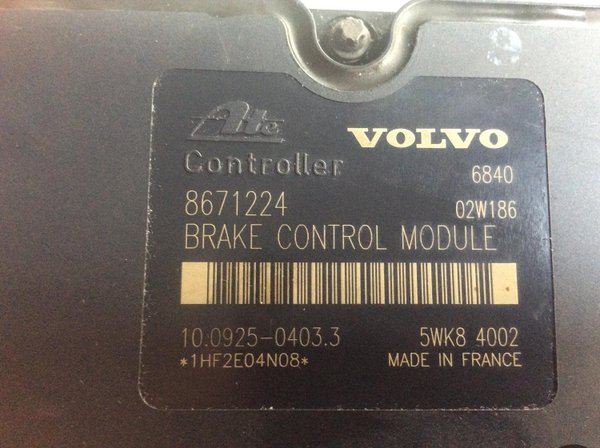 Ate VOLVO
Controller 6840
8671224 02W186
BRAKE CONTROL MODULE
10.0925-0403.3 5WK8 4002
*1HF2E04N08* MADE IN FRANCE